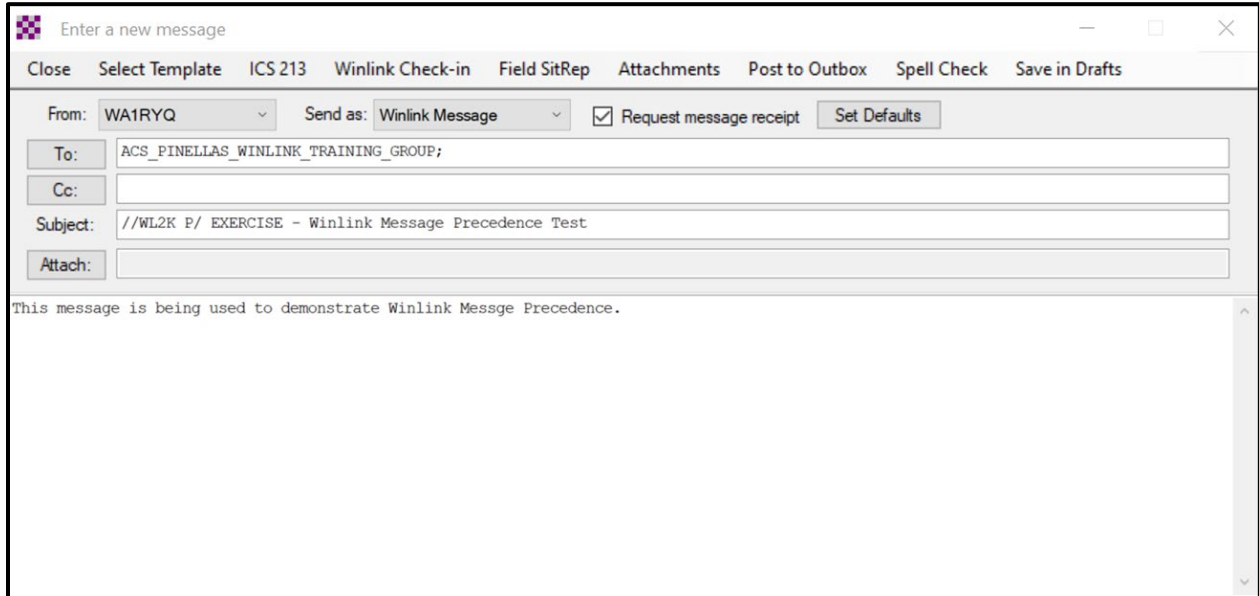 Enter a new message
Close Select Template ICS 213 Winlink Check-in Field SitRep Attachments Post to Outbox Spell Check Save in Drafts
From: WA1RYQ Send as: Winlink Message Request message receipt Set Defaults
To: ACS_PINELLAS_WINLINK_TRAINING_GROUP;
Cc:
Subject: //WL2K P/ EXERCISE - Winlink Message Precedence Test
Attach:
This message is being used to demonstrate Winlink Messge Precedence.